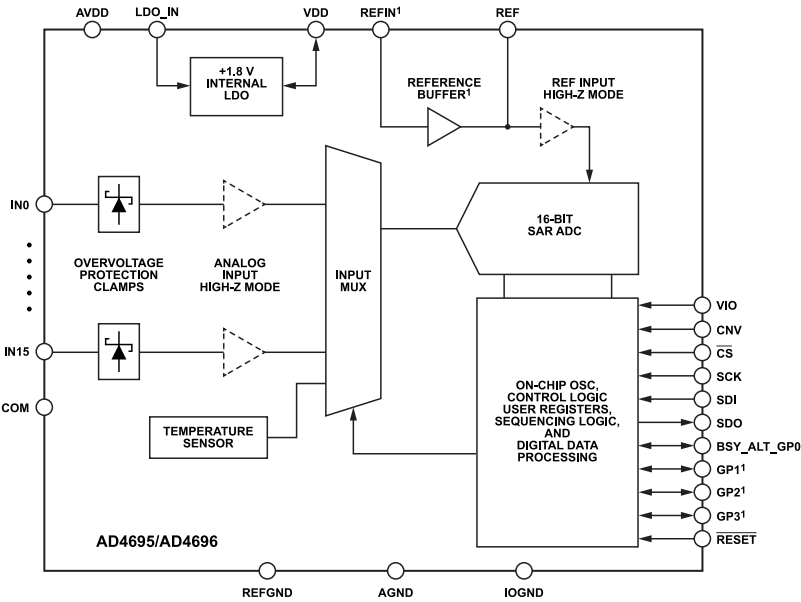 AVDD
LDO_IN
VDD
REFIN¹
REF
+1.8 V
INTERNAL
LDO
REFERENCE
BUFFER¹
REF INPUT
HIGH-Z MODE
IN0
OVERVOLTAGE
PROTECTION
CLAMPS
ANALOG
INPUT
HIGH-Z MODE
INPUT
MUX
16-BIT
SAR ADC
IN15
COM
TEMPERATURE
SENSOR
ON-CHIP OSC,
CONTROL LOGIC
USER REGISTERS,
SEQUENCING LOGIC,
AND
DIGITAL DATA
PROCESSING
VIO
CNV
C̅S̅
SCK
SDI
SDO
BSY_ALT_GP0
GP1¹
GP2¹
GP3¹
R̅E̅S̅E̅T̅
AD4695/AD4696
REFGND
AGND
IOGND